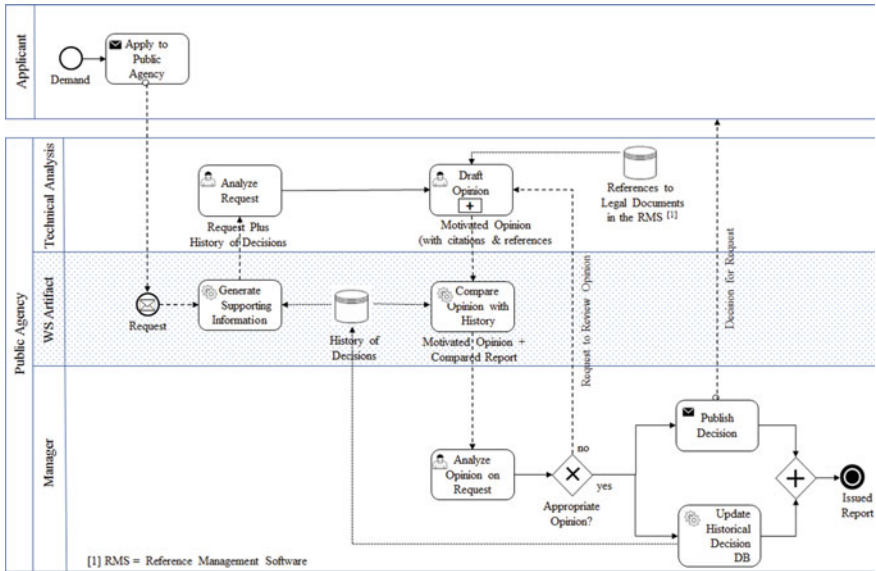 Applicant
Demand
Apply to
Public
Agency
Public Agency
Technical Analysis
Analyze
Request
Request Plus
History of Decisions
Draft
Opinion
Motivated Opinion
(with citations & references
References to
Legal Documents
in the RMS [1]
Decision for Request
Request to Review Opinion
WS Artifact
Request
Generate
Supporting
Information
History of
Decisions
Compare
Opinion with
History
Motivated Opinion +
Compared Report
Manager
Analyze
Opinion on
Request
no
yes
Appropriate
Opinion?
Publish
Decision
Update
Historical
Decision
DB
Issued
Report
[1] RMS = Reference Management Software